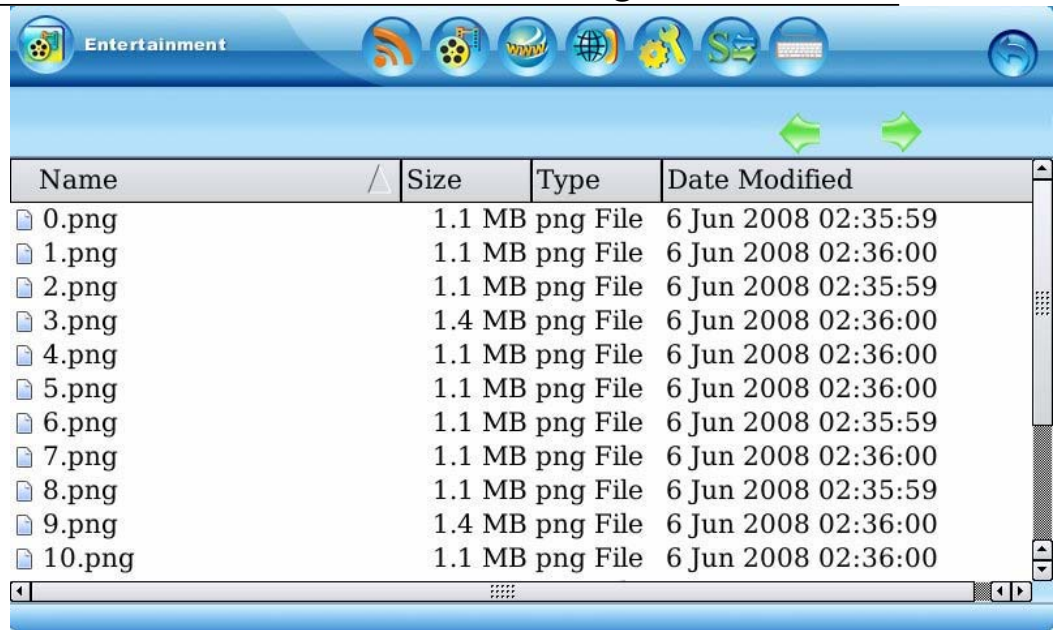 Entertainment
www
S
Name Size Type Date Modified
0.png 1.1 MB png File 6 Jun 2008 02:35:59
1.png 1.1 MB png File 6 Jun 2008 02:36:00
2.png 1.1 MB png File 6 Jun 2008 02:35:59
3.png 1.4 MB png File 6 Jun 2008 02:36:00
4.png 1.1 MB png File 6 Jun 2008 02:36:00
5.png 1.1 MB png File 6 Jun 2008 02:36:00
6.png 1.1 MB png File 6 Jun 2008 02:35:59
7.png 1.1 MB png File 6 Jun 2008 02:36:00
8.png 1.1 MB png File 6 Jun 2008 02:35:59
9.png 1.4 MB png File 6 Jun 2008 02:36:00
10.png 1.1 MB png File 6 Jun 2008 02:36:00